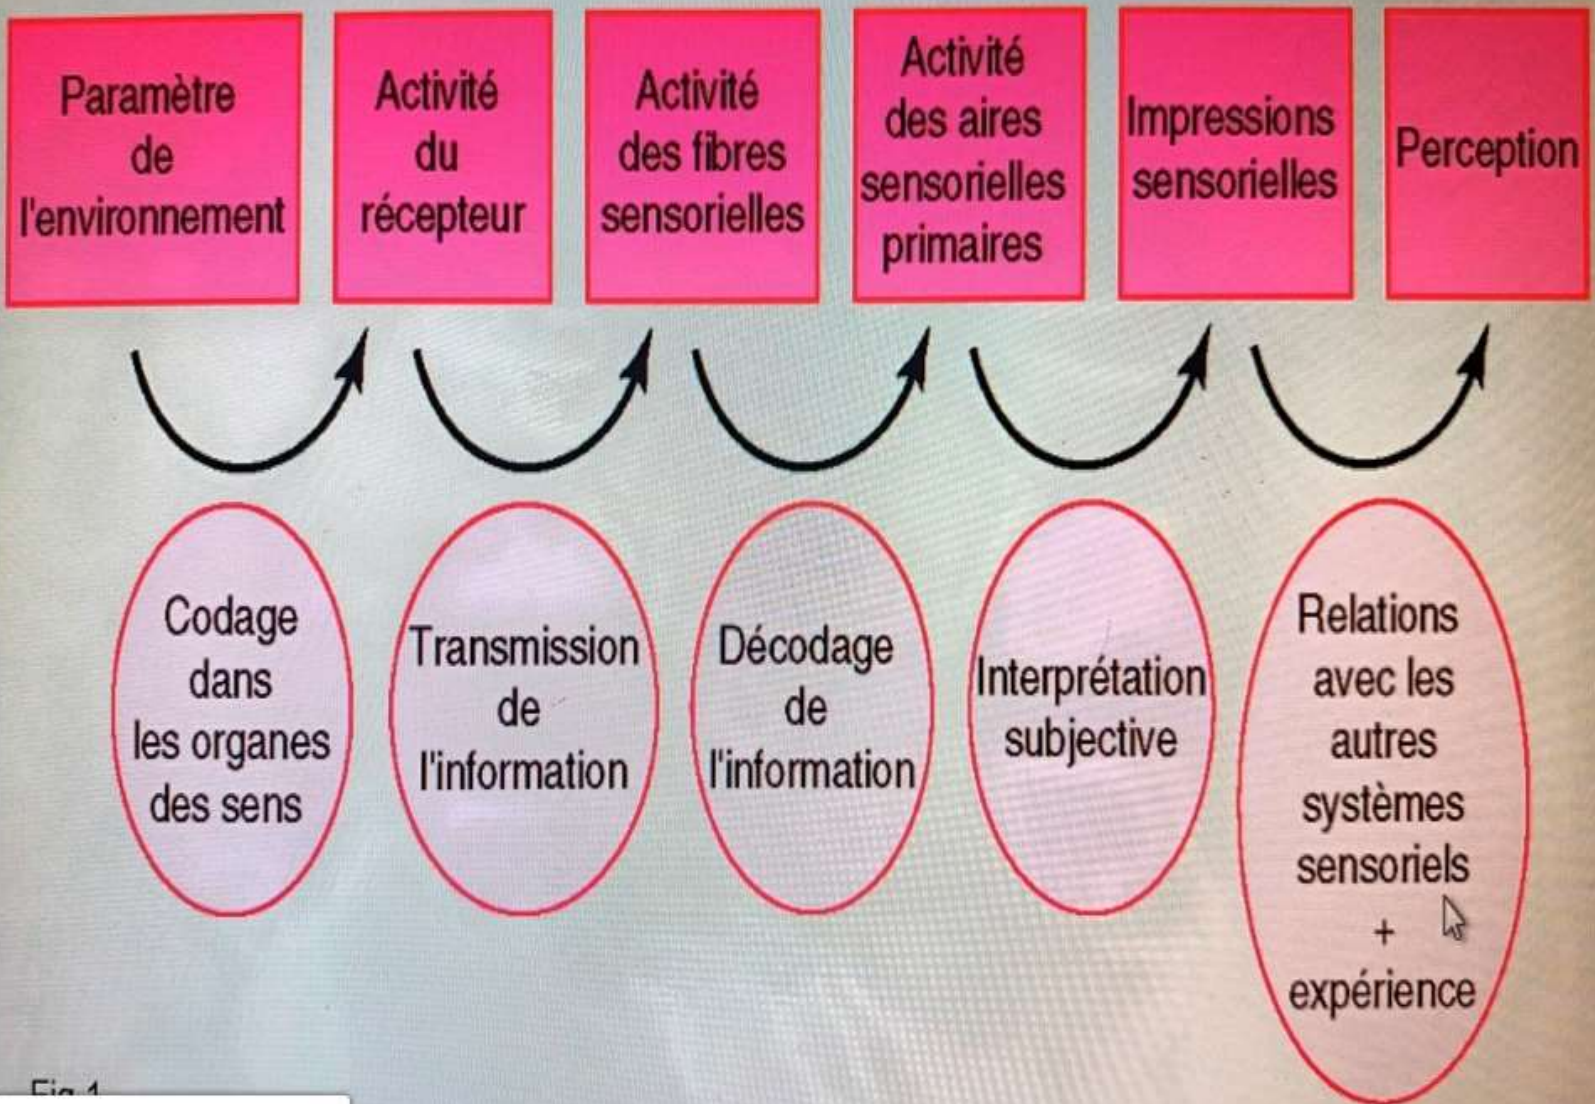 Paramètre
de
l'environnement
Activité
du
récepteur
Activité
des fibres
sensorielles
Activité
des aires
sensorielles
primaires
Impressions
sensorielles
Perception
Codage
dans
les organes
des sens
Transmission
de
l'information
Décodage
de
l'information
Interprétation
subjective
Relations
avec les
autres
systèmes
sensoriels
+
expérience
Fig 1